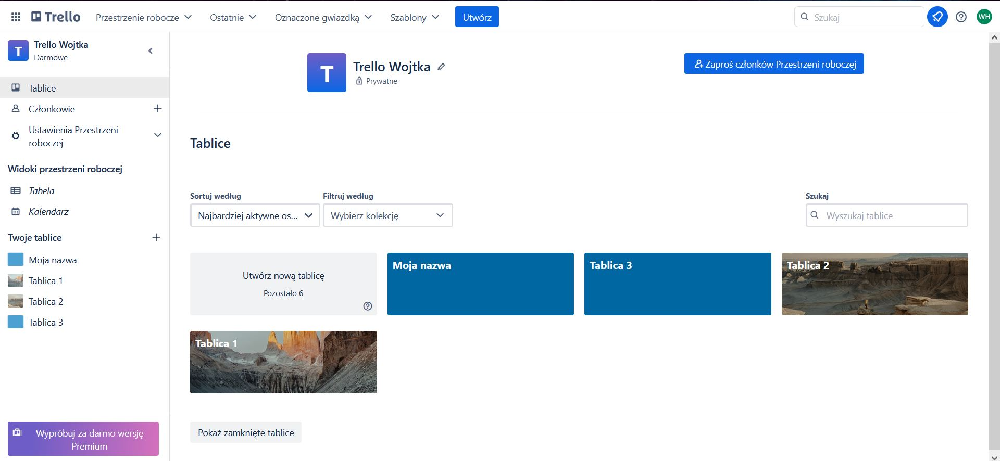 Trello
Przestrzenie robocze
Ostatnie
Oznaczone gwiazdką
Szablony
Utwórz
Szukaj
WH
T
Trello Wojtka
Darmowe
Tablice
Członkowie
Ustawienia Przestrzeni
roboczej
Widoki przestrzeni roboczej
Tabela
Kalendarz
Twoje tablice
Moja nazwa
Tablica 1
Tablica 2
Tablica 3
Wypróbuj za darmo wersję
Premium
T
Trello Wojtka
Prywatne
Zaproś członków Przestrzeni roboczej
Tablice
Sortuj według
Najbardziej aktywne os...
Filtruj według
Wybierz kolekcję
Szukaj
Wyszukaj tablice
Utwórz nową tablicę
Pozostało 6
Moja nazwa
Tablica 3
Tablica 2
Tablica 1
Pokaż zamknięte tablice